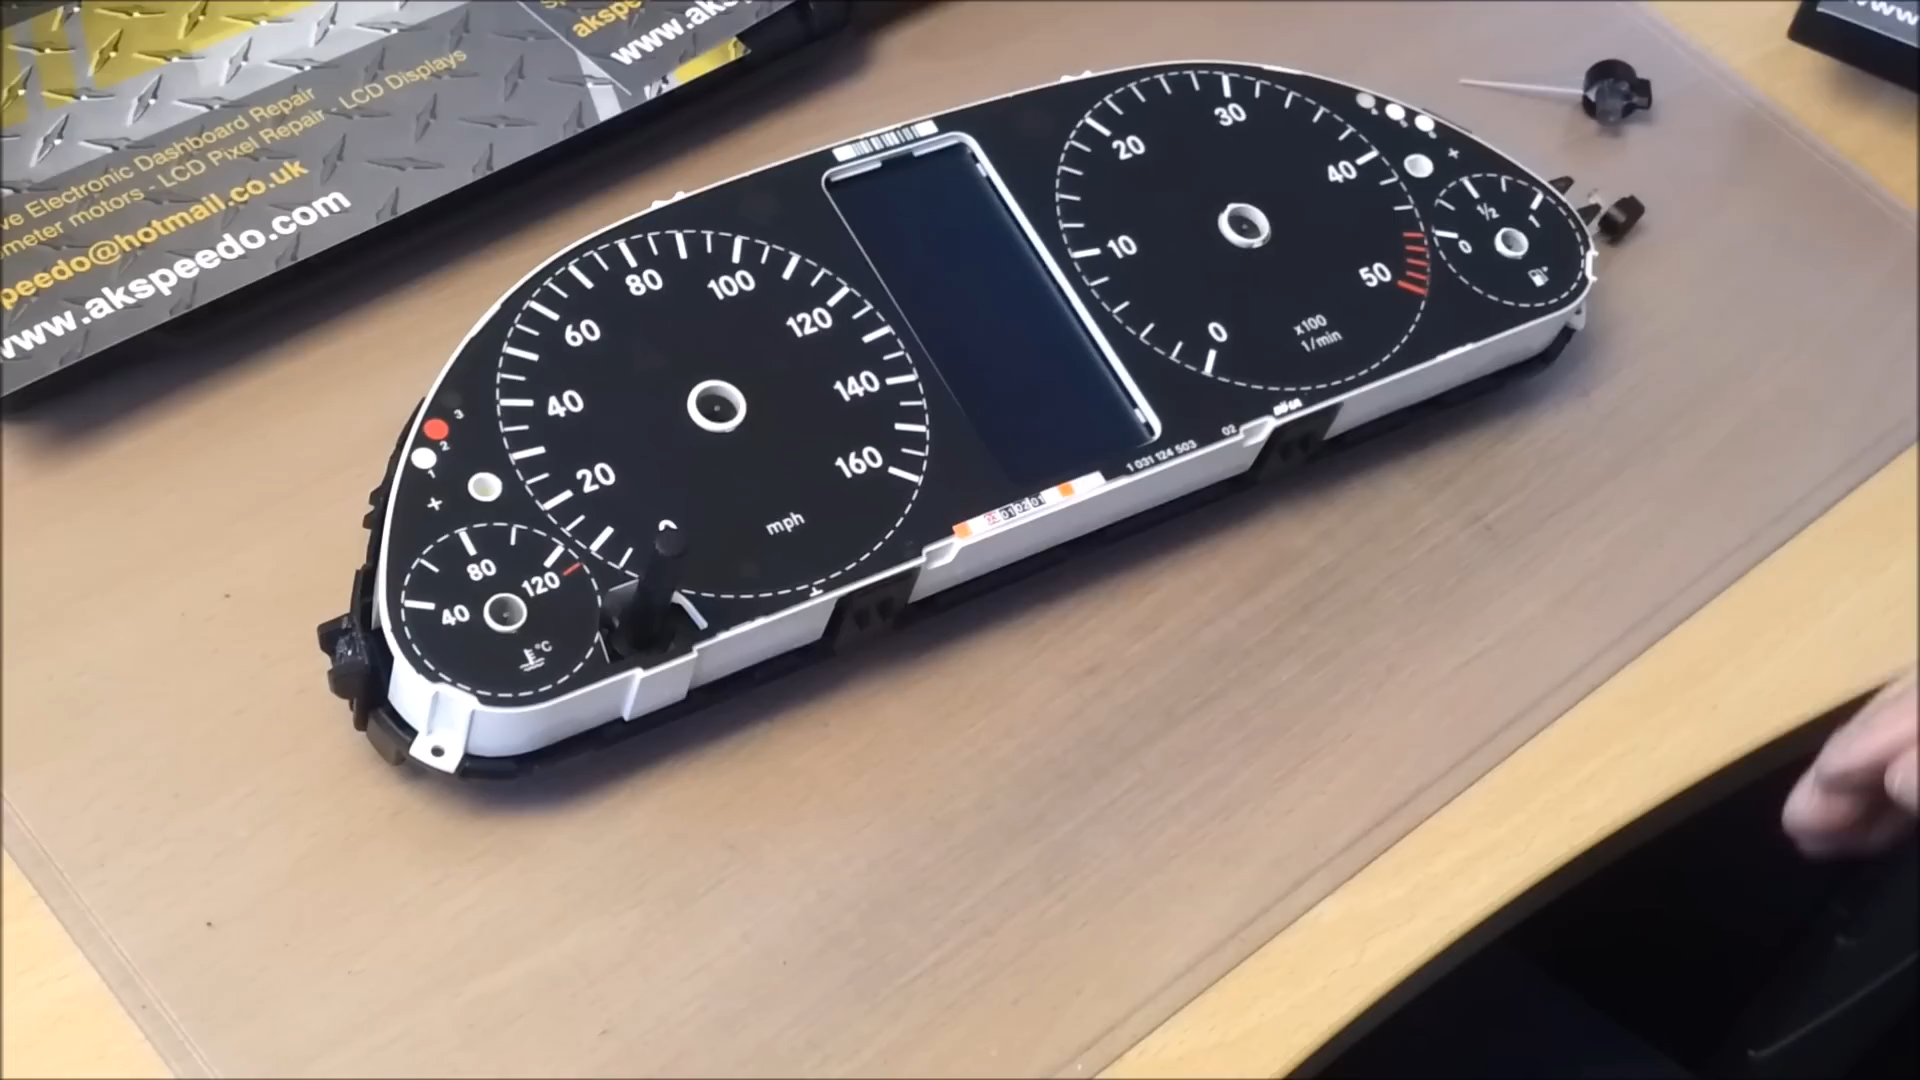 ve Electronic Dashboard Repair
meter motors - LCD Pixel Repair - LCD Displays
peedo@hotmail.co.uk
www.akspeedo.com
akspe
www.akspe
20
40
60
80
100
120
140
160
mph
3
2
1
+
40
80
120
°C
0
10
20
30
40
50
x100
1/min
+
0
1/2
1
1 031 124 503 02